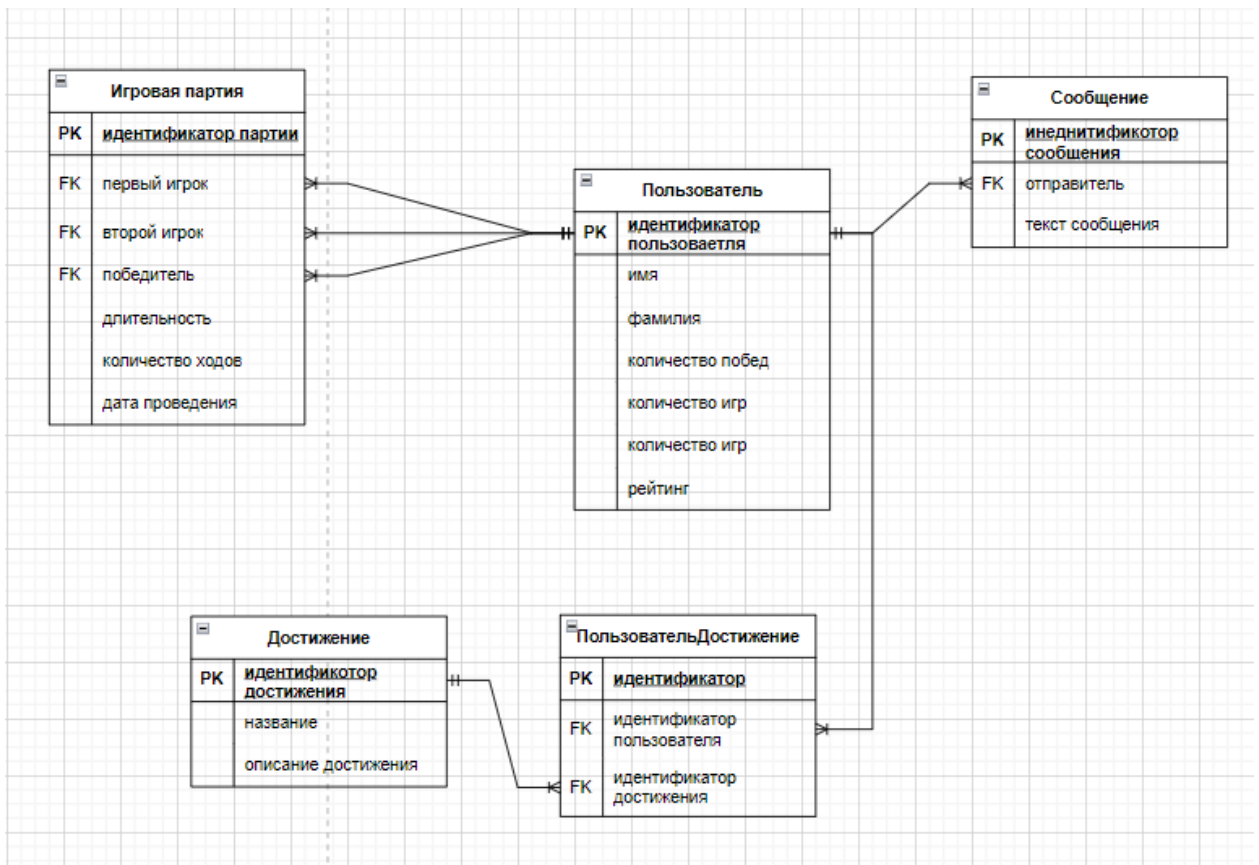 Игровая партия
PK идентификатор партии
FK первый игрок
FK второй игрок
FK победитель
длительность
количество ходов
дата проведения
Пользователь
PK идентификатор
пользоваетля
имя
фамилия
количество побед
количество игр
количество игр
рейтинг
Сообщение
PK инеднитификотор
сообщения
FK отправитель
текст сообщения
Достижение
PK идентификотор
достижения
название
описание достижения
ПользовательДостижение
PK идентификатор
FK идентификатор
пользователя
FK идентификатор
достижения